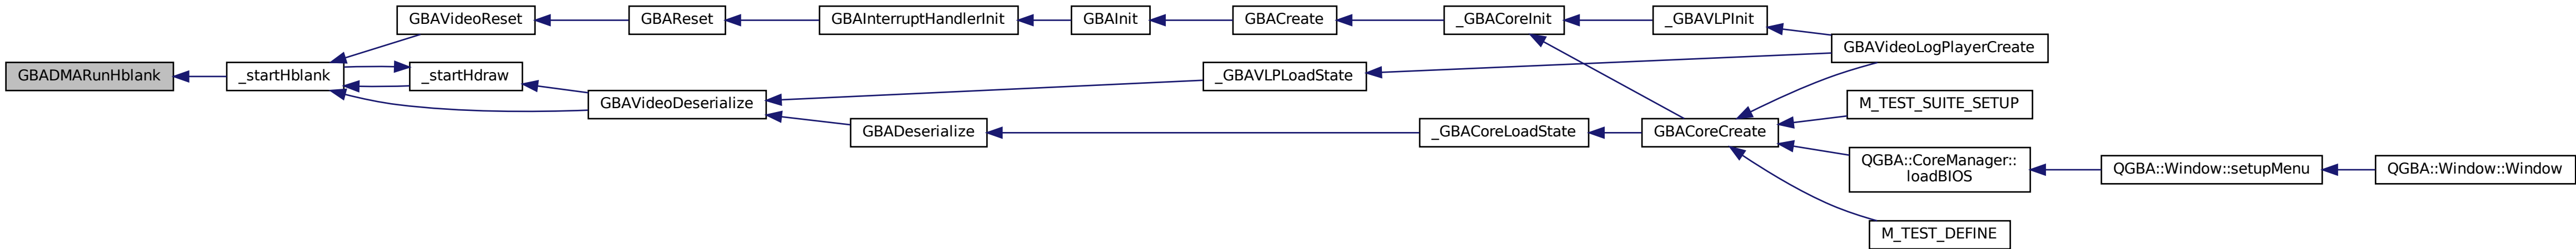 GBADMARunHblank
_startHblank
GBAVideoReset
GBAReset
GBAInterruptHandlerInit
GBAInit
GBACreate
_GBACoreInit
_GBAVLPInit
GBAVideoLogPlayerCreate
_startHdraw
GBAVideoDeserialize
_GBAVLPLoadState
GBADeserialize
_GBACoreLoadState
GBACoreCreate
M_TEST_SUITE_SETUP
QGBA::CoreManager::
loadBIOS
QGBA::Window::setupMenu
QGBA::Window::Window
M_TEST_DEFINE